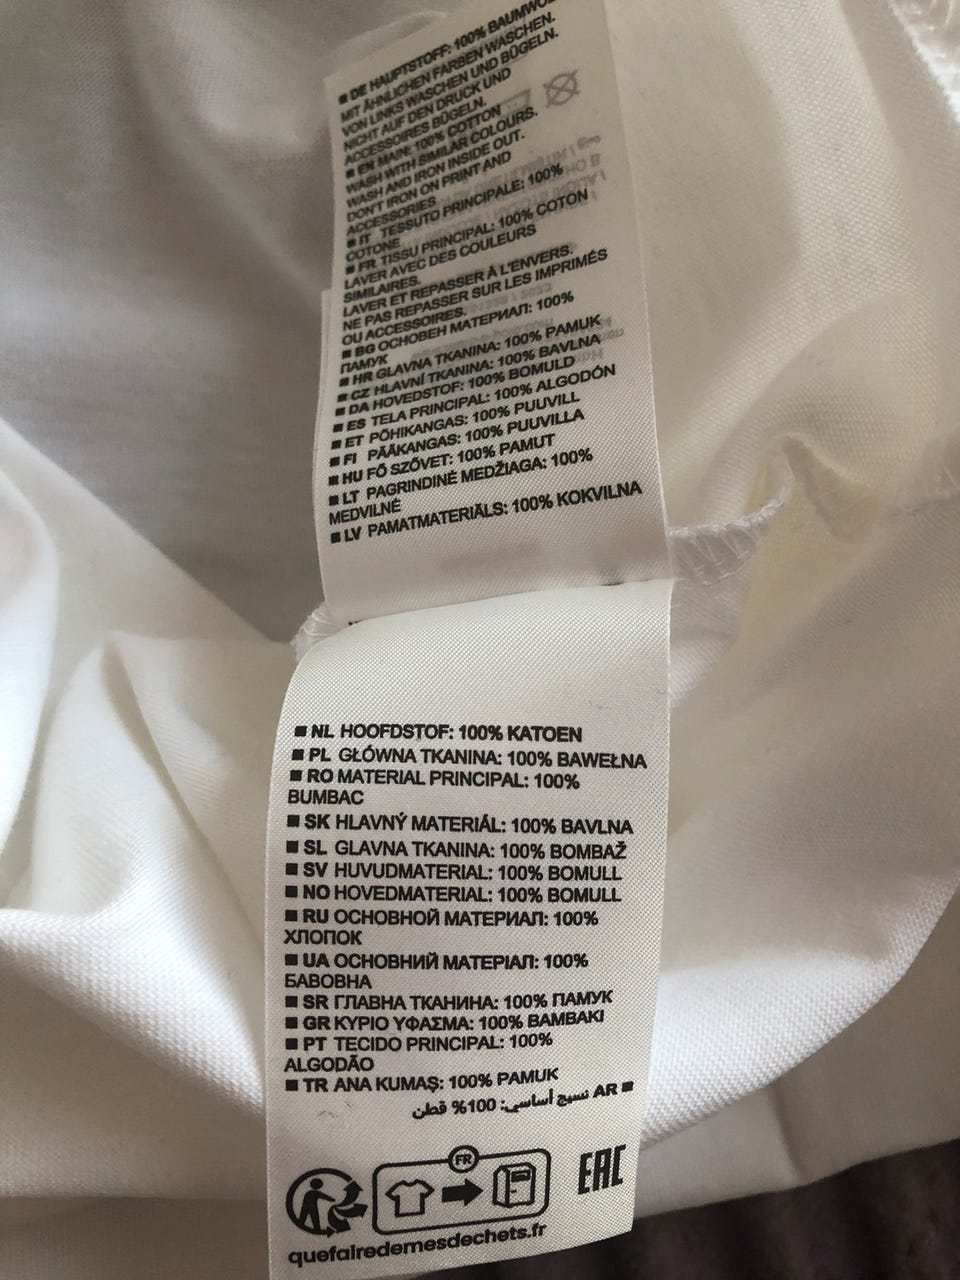 ■ DE HAUPTSTOFF: 100% BAUMWOL
MIT ÄHNLICHEN FARBEN WASCHEN.
VON LINKS WASCHEN UND BÜGELN.
NICHT AUF DEN DRUCK UND
ACCESSOIRES BÜGELN.
■ EN MAIN: 100% COTTON
WASH WITH SIMILAR COLOURS.
WASH AND IRON INSIDE OUT.
DON'T IRON ON PRINT AND
ACCESSORIES
■ IT TESSUTO PRINCIPALE: 100%
COTONE
■ FR TISSU PRINCIPAL: 100% COTON
LAVER AVEC DES COULEURS
SIMILAIRES.
LAVER ET REPASSER À L'ENVERS.
NE PAS REPASSER SUR LES IMPRIMÉS
OU ACCESSOIRES.
■ BG ОСНОВЕН МАТЕРИАЛ: 100%
ПАМУК
■ HR GLAVNA TKANINA: 100% PAMUK
■ CZ HLAVNÍ TKANINA: 100% BAVLNA
■ DA HOVEDSTOF: 100% BOMULD
■ ES TELA PRINCIPAL: 100% ALGODÓN
■ ET PÕHIKANGAS: 100% PUUVILL
■ FI PÄÄKANGAS: 100% PUUVILLA
■ HU FŐ SZŐVET: 100% PAMUT
■ LT PAGRINDINĖ MEDŽIAGA: 100%
MEDVILNĖ
■ LV PAMATMATERIĀLS: 100% KOKVILNA
■ NL HOOFDSTOF: 100% KATOEN
■ PL GŁÓWNA TKANINA: 100% BAWEŁNA
■ RO MATERIAL PRINCIPAL: 100%
BUMBAC
■ SK HLAVNÝ MATERIÁL: 100% BAVLNA
■ SL GLAVNA TKANINA: 100% BOMBAŽ
■ SV HUVUDMATERIAL: 100% BOMULL
■ NO HOVEDMATERIAL: 100% BOMULL
■ RU ОСНОВНОЙ МАТЕРИАЛ: 100%
ХЛОПОК
■ UA ОСНОВНИЙ МАТЕРІАЛ: 100%
БАВОВНА
■ SR ГЛАВНА ТКАНИНА: 100% ПАМУК
■ GR ΚΥΡΙΟ ΥΦΑΣΜΑ: 100% ΒΑΜΒΑΚΙ
■ PT TECIDO PRINCIPAL: 100%
ALGODÃO
■ TR ANA KUMAŞ: 100% PAMUK
■ AR نسيج أساسي: 100% قطن
FR
EAC
quefairedemesdechets.fr